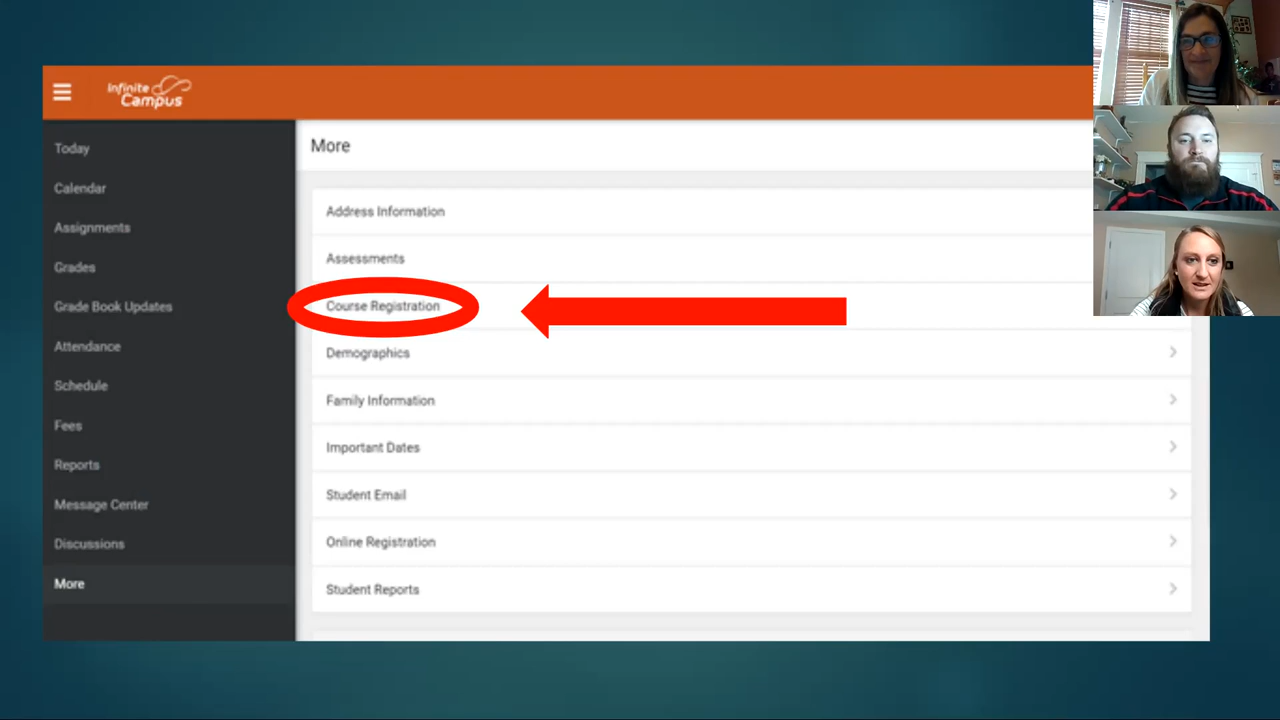 Infinite
Campus
Today
Calendar
Assignments
Grades
Grade Book Updates
Attendance
Schedule
Fees
Reports
Message Center
Discussions
More
More
Address Information
Assessments
Course Registration
Demographics
Family Information
Important Dates
Student Email
Online Registration
Student Reports